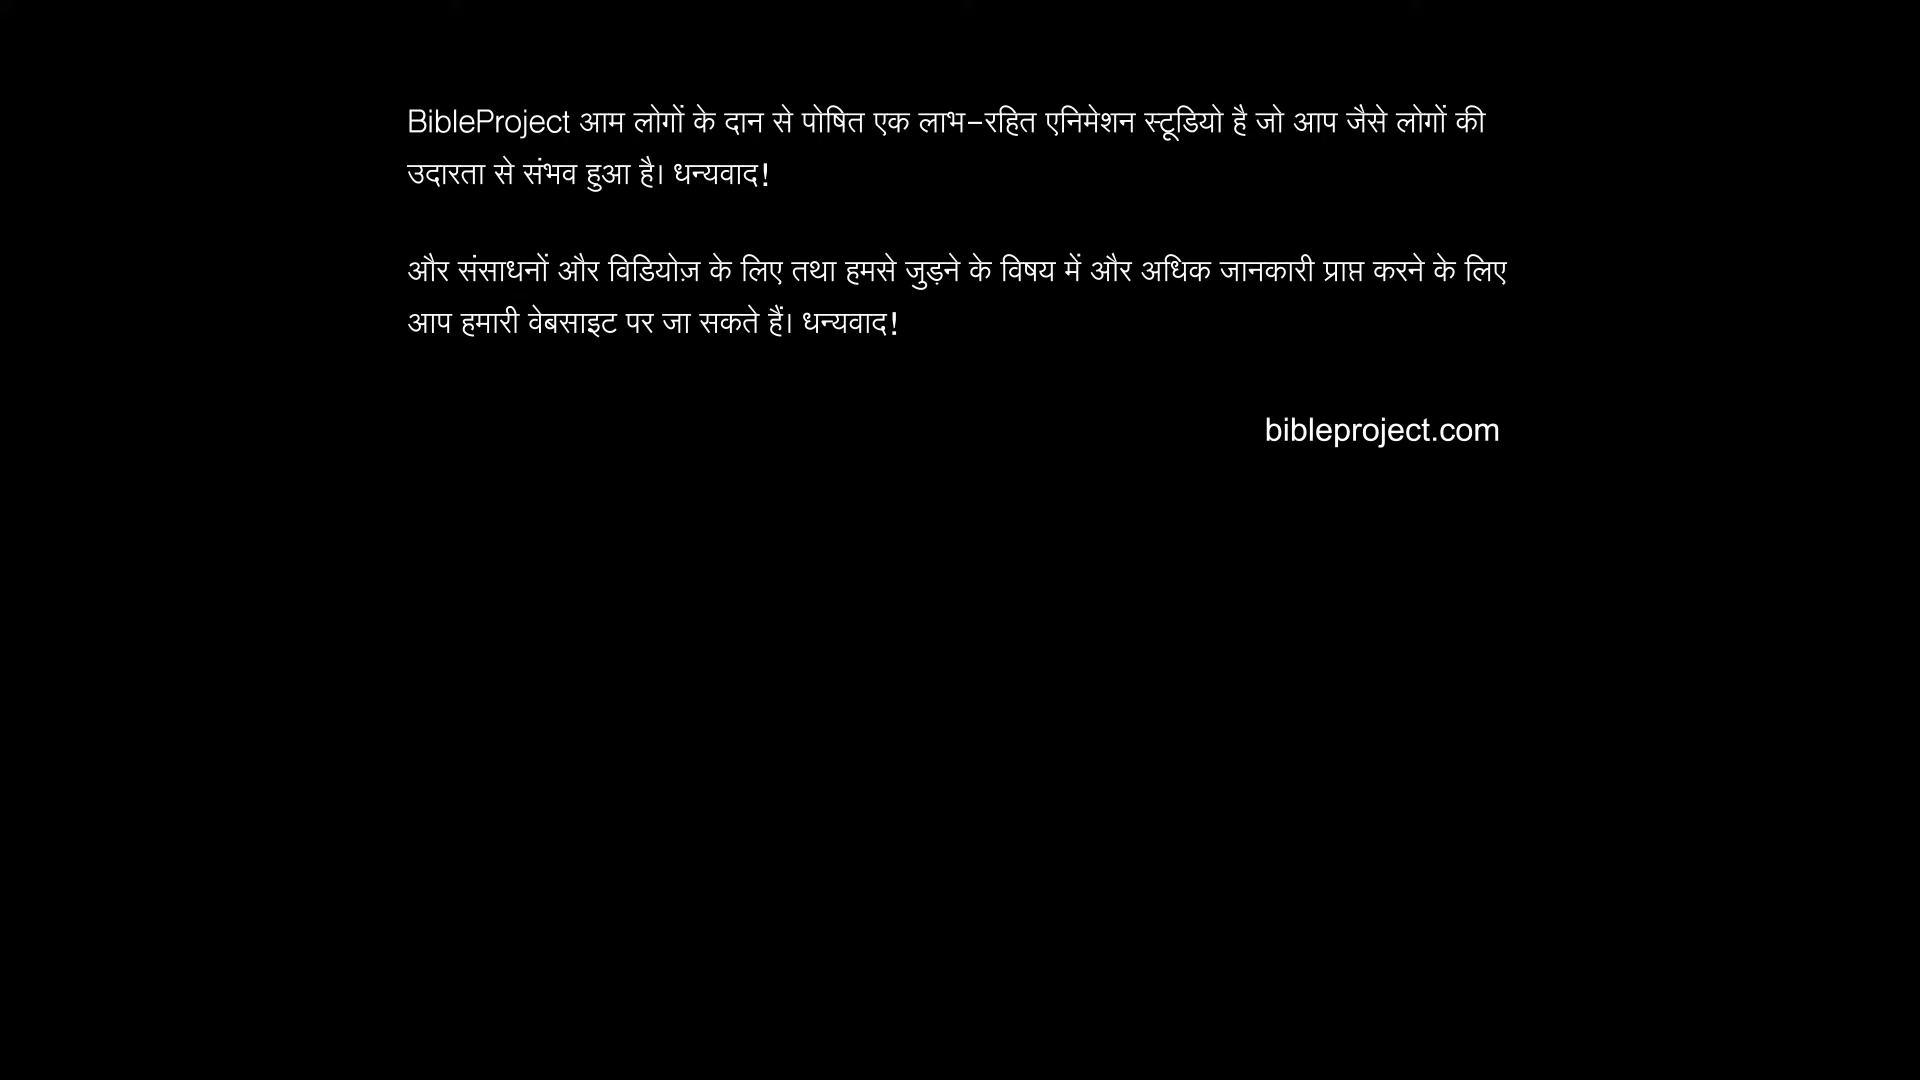 BibleProject आम लोगों के दान से पोषित एक लाभ-रहित एनिमेशन स्टूडियो है जो आप जैसे लोगों की
उदारता से संभव हुआ है। धन्यवाद!
और संसाधनों और विडियोज़ के लिए तथा हमसे जुड़ने के विषय में और अधिक जानकारी प्राप्त करने के लिए
आप हमारी वेबसाइट पर जा सकते हैं। धन्यवाद!
bibleproject.com